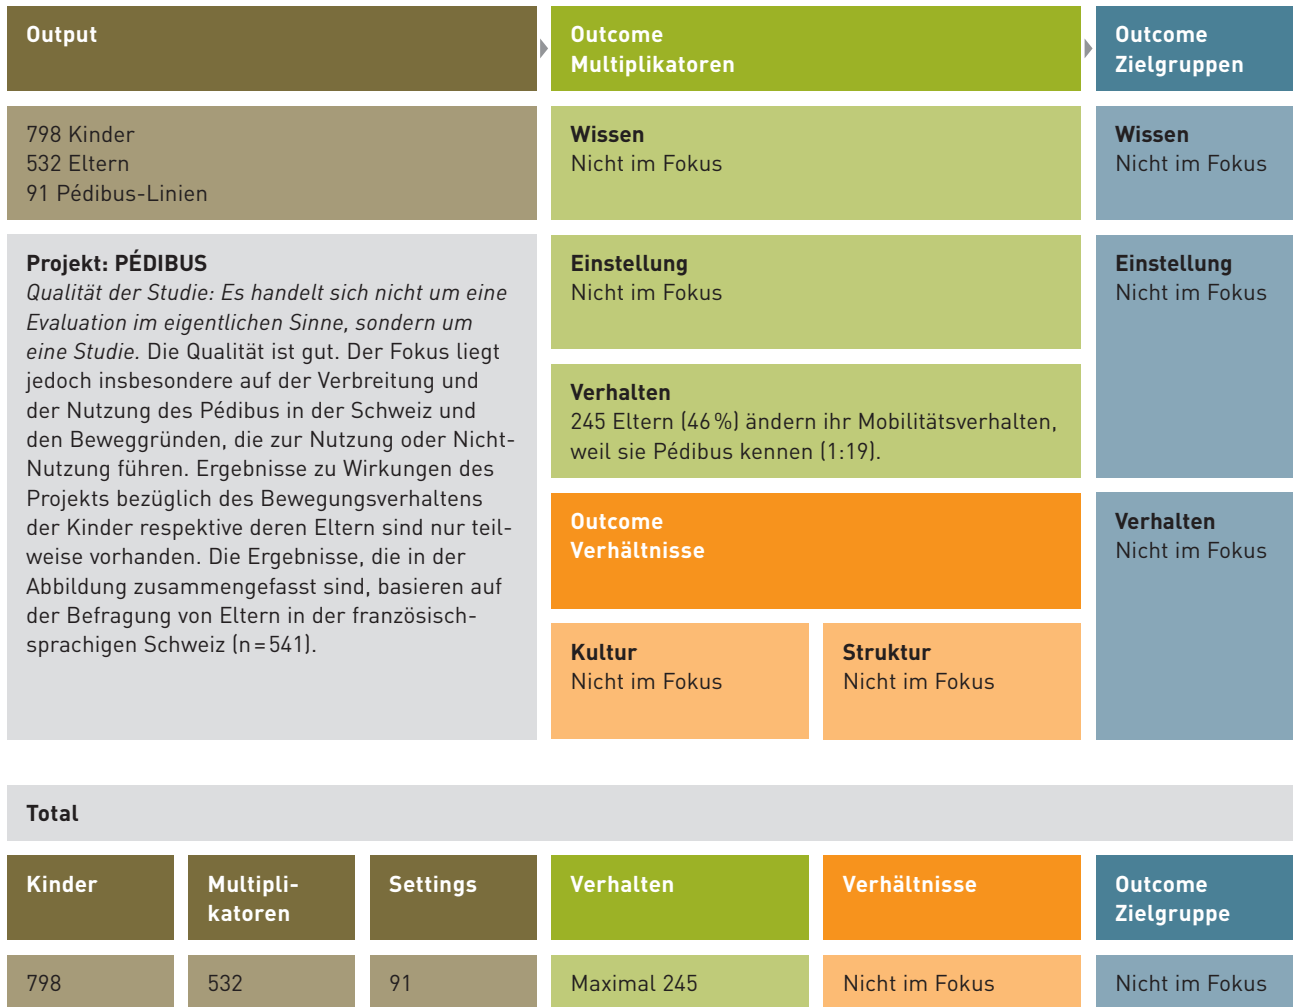 Output
Outcome
Multiplikatoren
Outcome
Zielgruppen
798 Kinder
532 Eltern
91 Pédibus-Linien
Wissen
Nicht im Fokus
Wissen
Nicht im Fokus
Projekt: PÉDIBUS
Qualität der Studie: Es handelt sich nicht um eine
Evaluation im eigentlichen Sinne, sondern um
eine Studie. Die Qualität ist gut. Der Fokus liegt
jedoch insbesondere auf der Verbreitung und
der Nutzung des Pédibus in der Schweiz und
den Beweggründen, die zur Nutzung oder Nicht-
Nutzung führen. Ergebnisse zu Wirkungen des
Projekts bezüglich des Bewegungsverhaltens
der Kinder respektive deren Eltern sind nur teil-
weise vorhanden. Die Ergebnisse, die in der
Abbildung zusammengefasst sind, basieren auf
der Befragung von Eltern in der französisch-
sprachigen Schweiz (n=541).
Einstellung
Nicht im Fokus
Verhalten
245 Eltern (46%) ändern ihr Mobilitätsverhalten,
weil sie Pédibus kennen (1:19).
Outcome
Verhältnisse
Kultur
Nicht im Fokus
Struktur
Nicht im Fokus
Einstellung
Nicht im Fokus
Verhalten
Nicht im Fokus
Total
Kinder
Multipli-
katoren
Settings
Verhalten
Verhältnisse
Outcome
Zielgruppe
798
532
91
Maximal 245
Nicht im Fokus
Nicht im Fokus